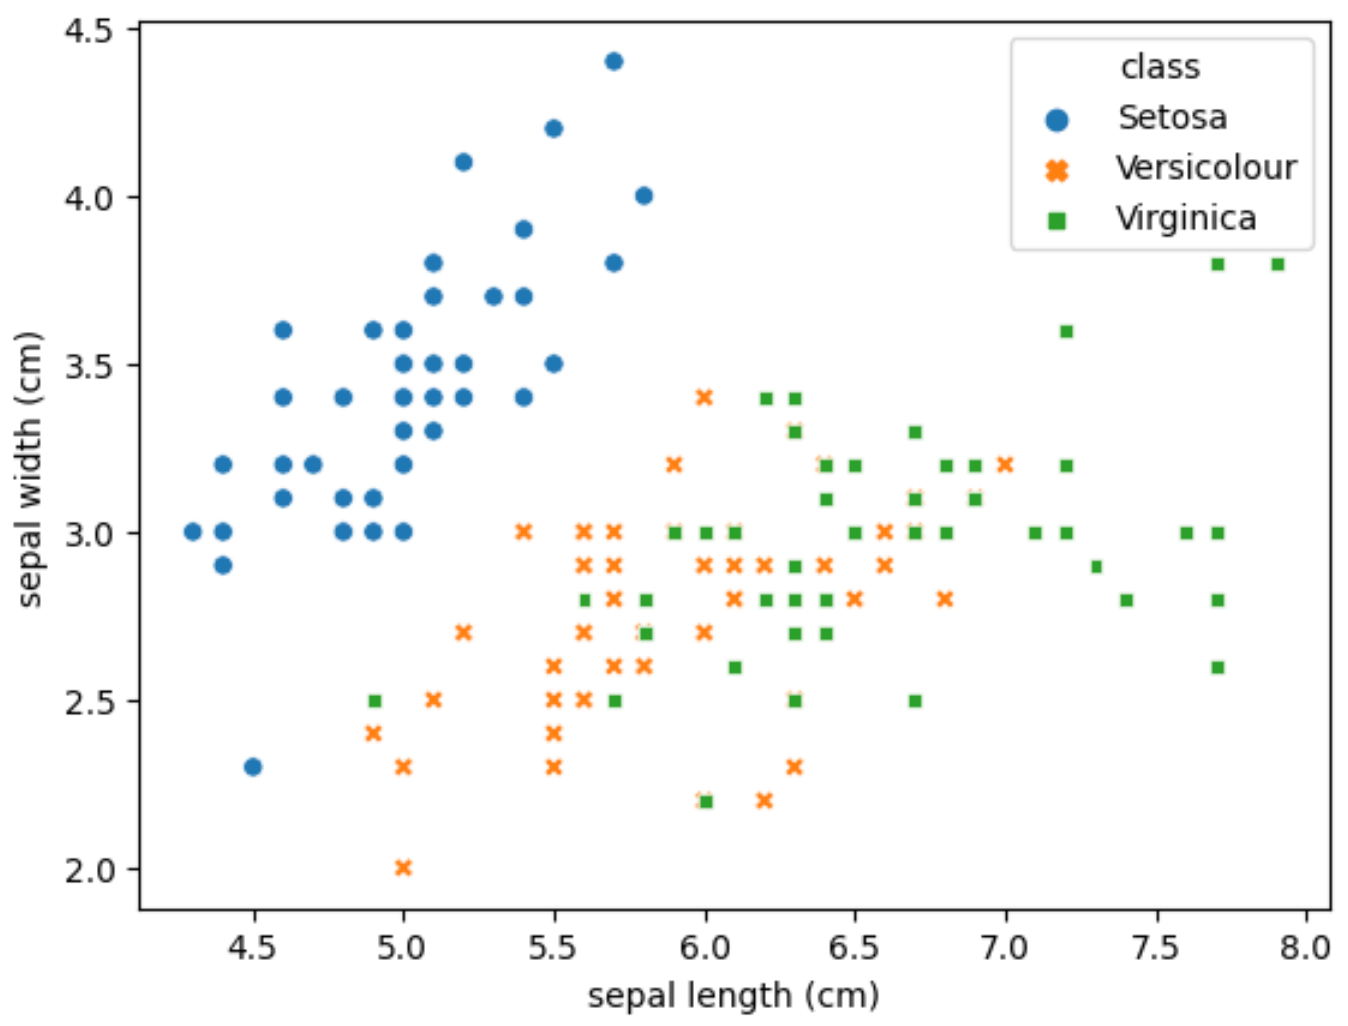 4.5
4.0
3.5
3.0
2.5
2.0
sepal width (cm)
class
Setosa
Versicolour
Virginica
4.5 5.0 5.5 6.0 6.5 7.0 7.5 8.0
sepal length (cm)